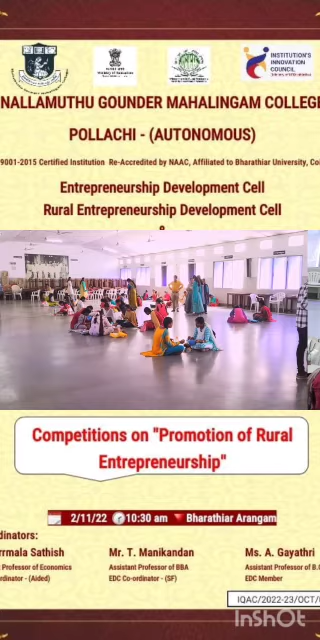 INSTITUTION'S
INNOVATION
COUNCIL
NALLAMUTHU GOUNDER MAHALINGAM COLLEGE
POLLACHI - (AUTONOMOUS)
9001-2015 Certified Institution Re-Accredited by NAAC, Affiliated to Bharathiar University,
Entrepreneurship Development Cell
Rural Entrepreneurship Development Cell
Competitions on "Promotion of Rural
Entrepreneurship"
2/11/22 10:30 am Bharathiar Arangam
dinators:
rrmala Sathish Mr. T. Manikandan Ms. A. Gayathri
Professor of Economics Assistant Professor of BBA Assistant Professor of B.C
rdinator - (Aided) EDC Co-ordinator - (SF) EDC Member
IQAC/2022-23/OCT/
InShOt